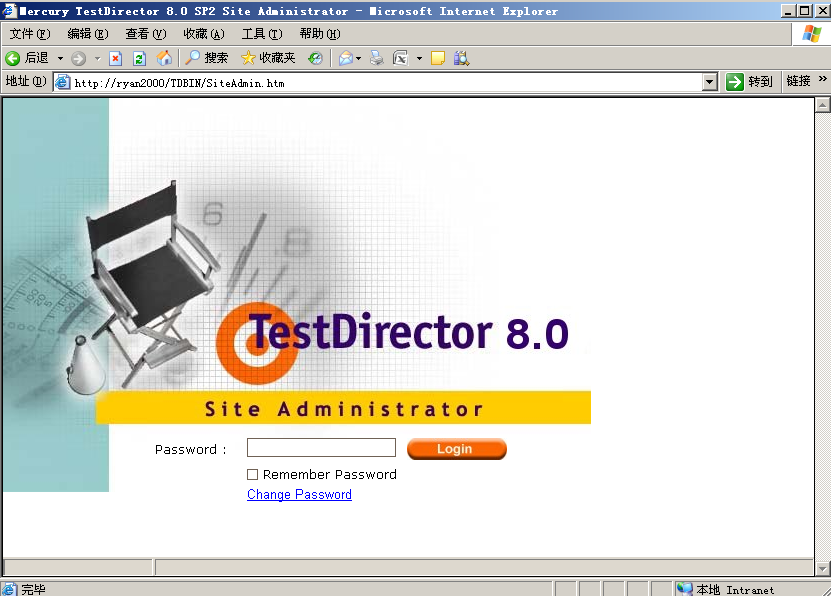 Mercury TestDirector 8.0 SP2 Site Administrator - Microsoft Internet Explorer
文件(F) 编辑(E) 查看(V) 收藏(A) 工具(T) 帮助(H)
后退 搜索 收藏夹
地址(D) http://ryan2000/TDBIN/SiteAdmin.htm 转到 链接 »
6
.8
TestDirector 8.0
Site Administrator
Password :
Login
Remember Password
Change Password
完毕 本地 Intranet